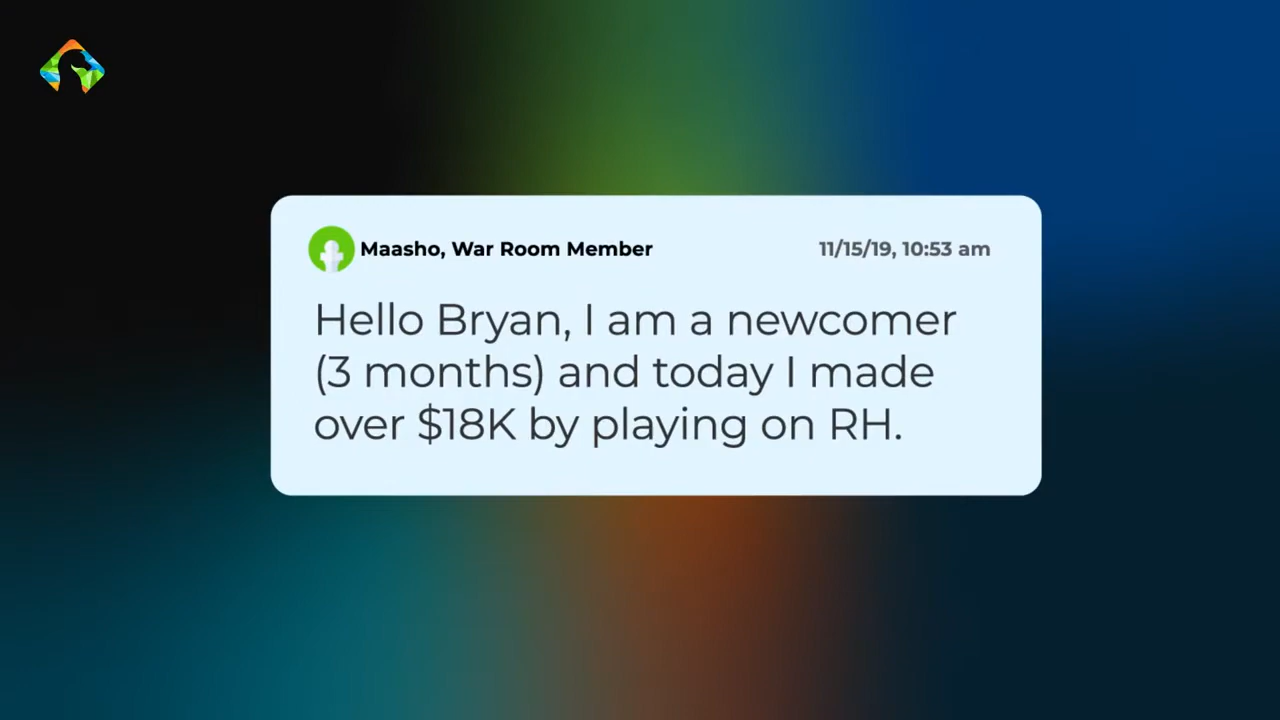 Maasho, War Room Member 11/15/19, 10:53 am
Hello Bryan, I am a newcomer
(3 months) and today I made
over $18K by playing on RH.